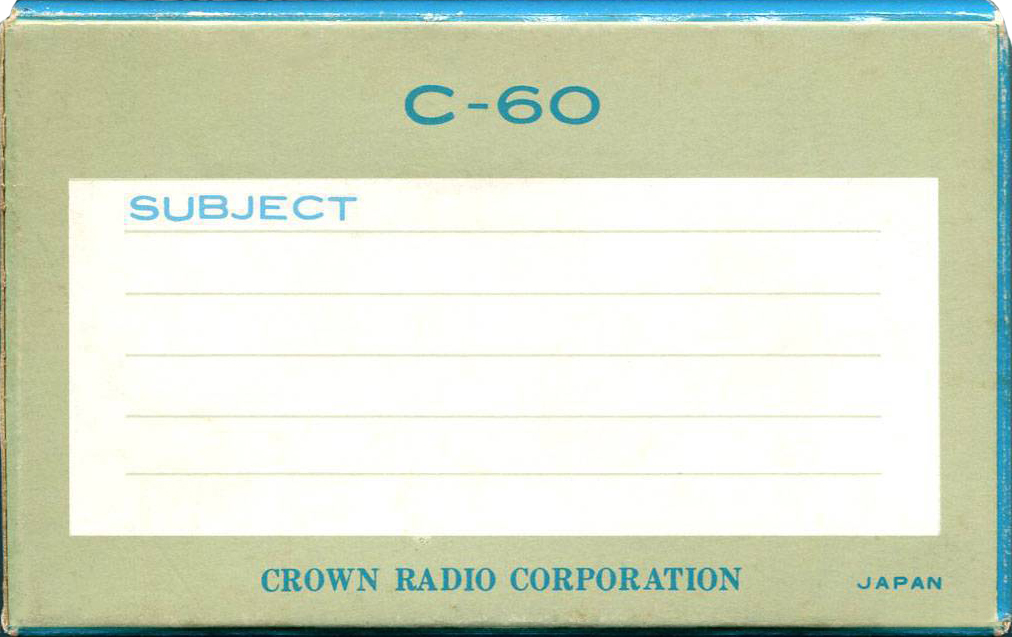 C-60
SUBJECT
CROWN RADIO CORPORATION JAPAN